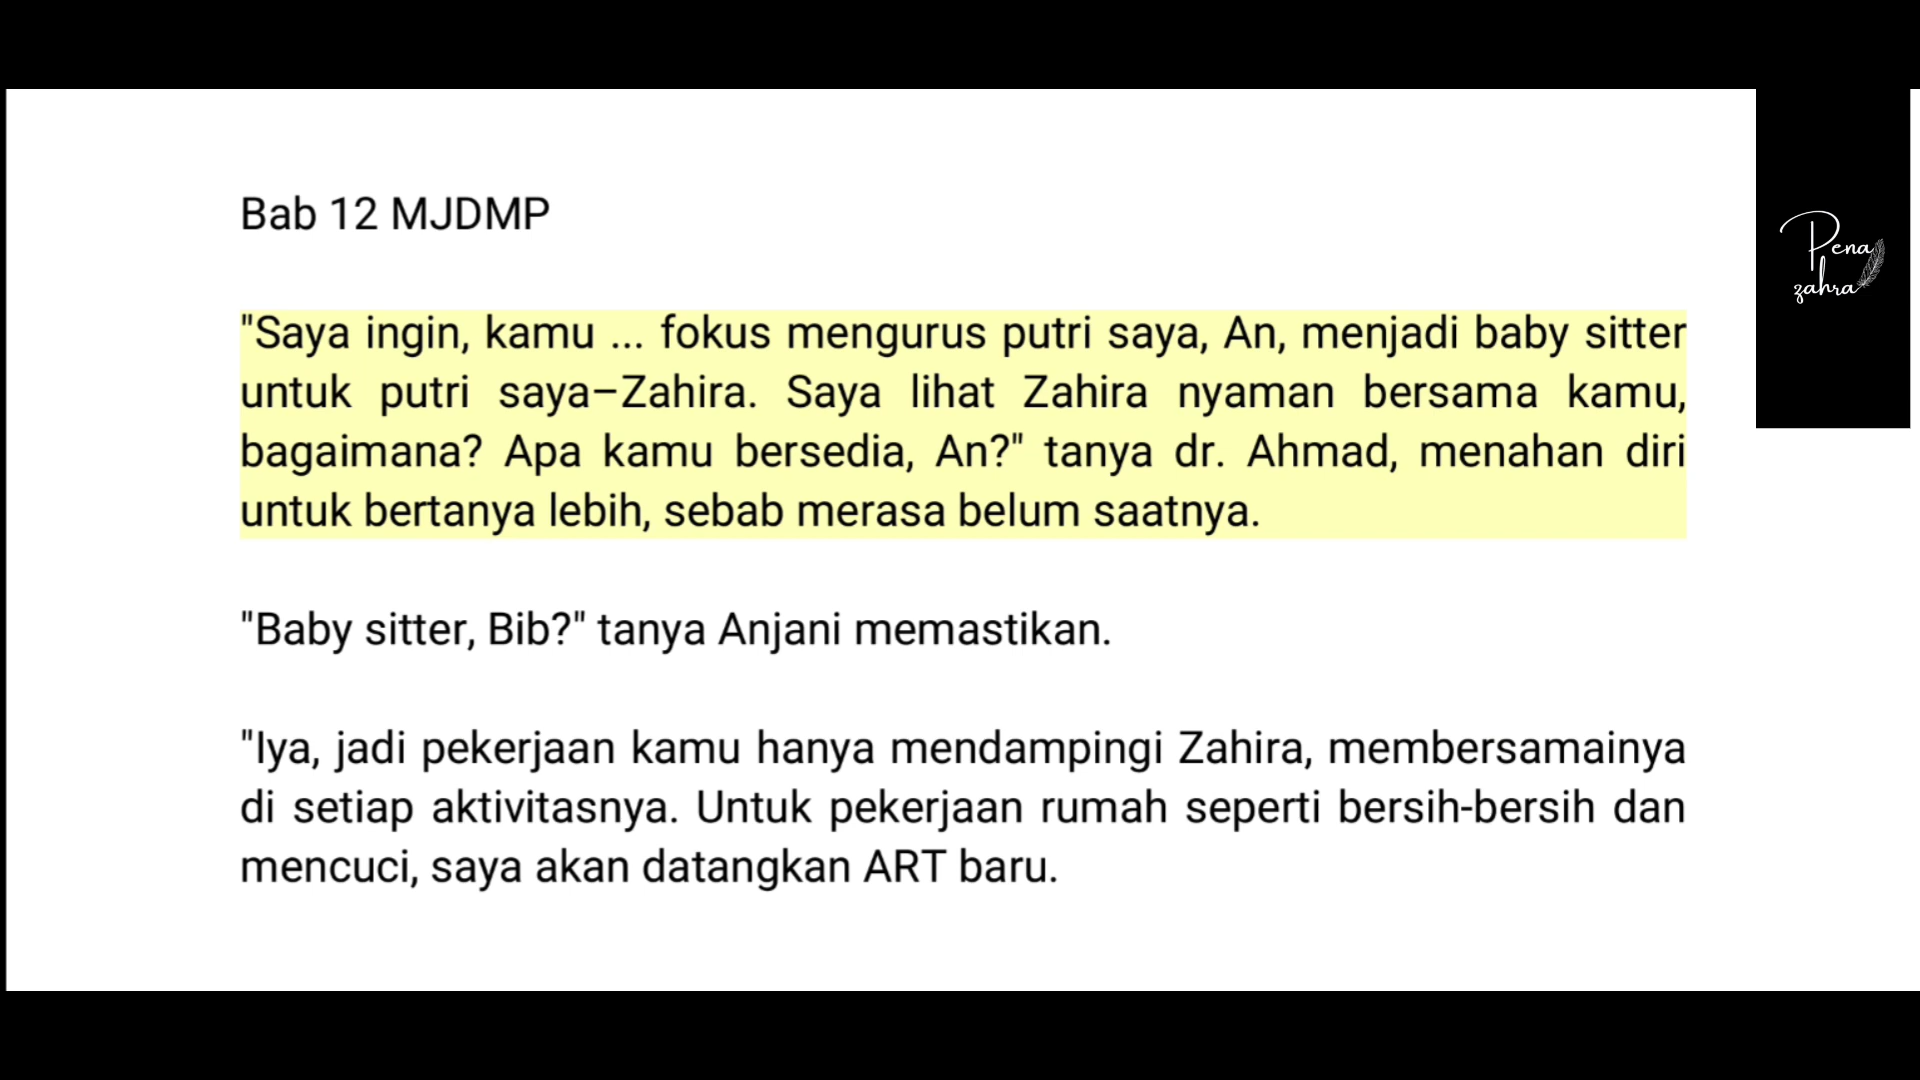 Bab 12 MJDMP
"Saya ingin, kamu ... fokus mengurus putri saya, An, menjadi baby sitter
untuk putri saya–Zahira. Saya lihat Zahira nyaman bersama kamu,
bagaimana? Apa kamu bersedia, An?" tanya dr. Ahmad, menahan diri
untuk bertanya lebih, sebab merasa belum saatnya.
"Baby sitter, Bib?" tanya Anjani memastikan.
"Iya, jadi pekerjaan kamu hanya mendampingi Zahira, membersamainya
di setiap aktivitasnya. Untuk pekerjaan rumah seperti bersih-bersih dan
mencuci, saya akan datangkan ART baru.
Pena
zahra